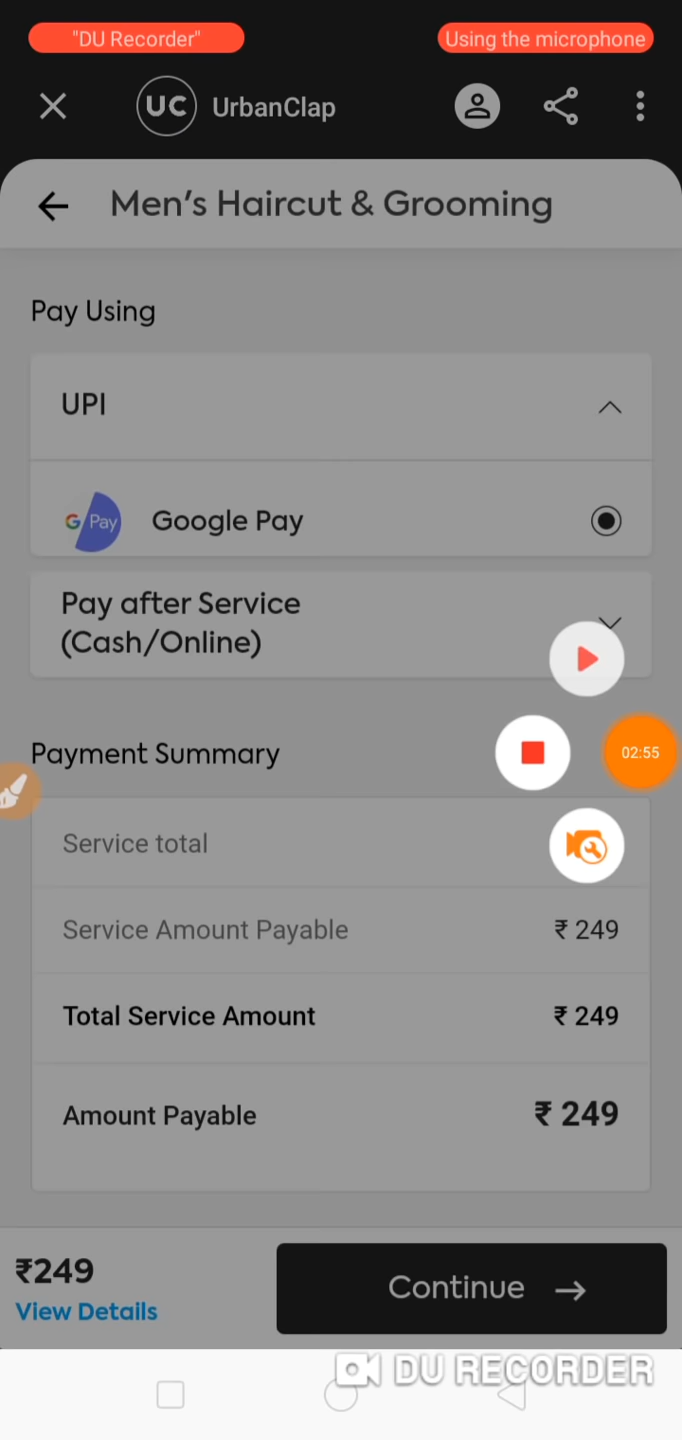 "DU Recorder"
Using the microphone
UC UrbanClap
Men's Haircut & Grooming
Pay Using
UPI
G Pay Google Pay
Pay after Service
(Cash/Online)
02:55
Payment Summary
Service total
Service Amount Payable ₹ 249
Total Service Amount ₹ 249
Amount Payable ₹ 249
₹249
View Details
Continue →
DU RECORDER